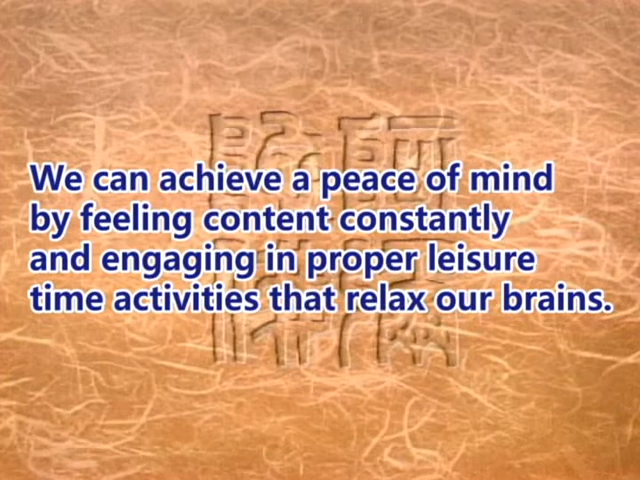 We can achieve a peace of mind
by feeling content constantly
and engaging in proper leisure
time activities that relax our brains.